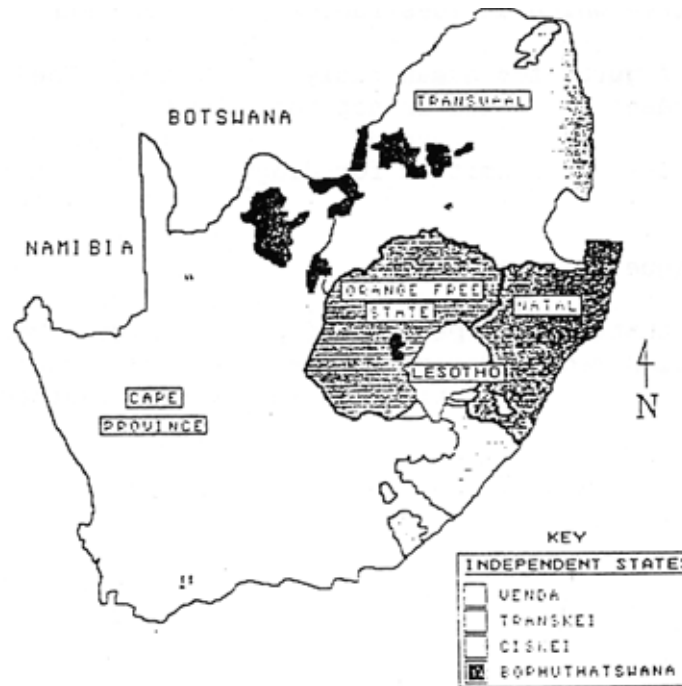 TRANSVAAL
BOTSWANA
NAMIBIA
ORANGE FREE
STATE
NATAL
LESOTHO
CAPE
PROVINCE
N
KEY
INDEPENDENT STATES
VENDA
TRANSKEI
CISKEI
BOPHUTHATSWANA